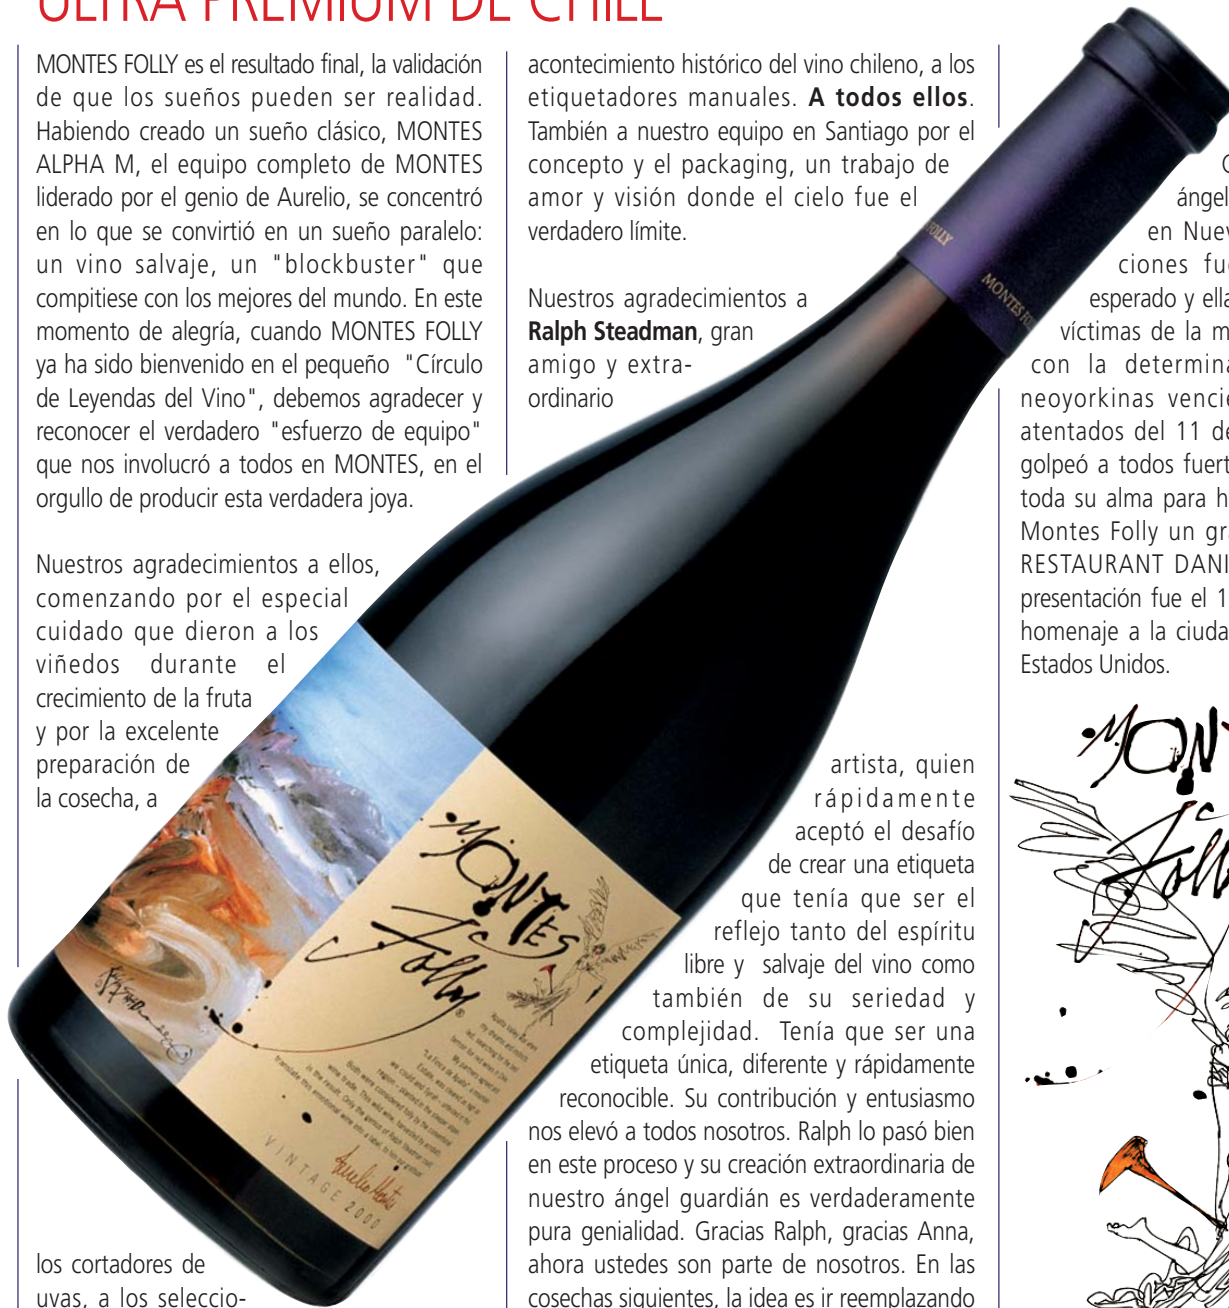 ULTRA PREMIUM DE CHILE
MONTES FOLLY es el resultado final, la validación
de que los sueños pueden ser realidad.
Habiendo creado un sueño clásico, MONTES
ALPHA M, el equipo completo de MONTES
liderado por el genio de Aurelio, se concentró
en lo que se convirtió en un sueño paralelo:
un vino salvaje, un "blockbuster" que
compitiese con los mejores del mundo. En este
momento de alegría, cuando MONTES FOLLY
ya ha sido bienvenido en el pequeño "Círculo
de Leyendas del Vino", debemos agradecer y
reconocer el verdadero "esfuerzo de equipo"
que nos involucró a todos en MONTES, en el
orgullo de producir esta verdadera joya.
Nuestros agradecimientos a ellos,
comenzando por el especial
cuidado que dieron a los
viñedos durante el
crecimiento de la fruta
y por la excelente
preparación de
la cosecha, a
los cortadores de
uvas, a los seleccio-
acontecimiento histórico del vino chileno, a los
etiquetadores manuales. A todos ellos.
También a nuestro equipo en Santiago por el
concepto y el packaging, un trabajo de
amor y visión donde el cielo fue el
verdadero límite.
Nuestros agradecimientos a
Ralph Steadman, gran
amigo y extra-
ordinario
artista, quien
rápidamente
aceptó el desafío
de crear una etiqueta
que tenía que ser el
reflejo tanto del espíritu
libre y salvaje del vino como
también de su seriedad y
complejidad. Tenía que ser una
etiqueta única, diferente y rápidamente
reconocible. Su contribución y entusiasmo
nos elevó a todos nosotros. Ralph lo pasó bien
en este proceso y su creación extraordinaria de
nuestro ángel guardián es verdaderamente
pura genialidad. Gracias Ralph, gracias Anna,
ahora ustedes son parte de nosotros. En las
cosechas siguientes, la idea es ir reemplazando
ángel
en Nuev
ciones fue
esperado y ella
víctimas de la m
con la determina
neoyorkinas vencie
atentados del 11 de
golpeó a todos fuert
toda su alma para h
Montes Folly un gra
RESTAURANT DANI
presentación fue el 1
homenaje a la ciuda
Estados Unidos.
MONT
Folly
FOLLY
MONTES FO
MONTES
Folly
VINTAGE 2000
Aurelio Montes